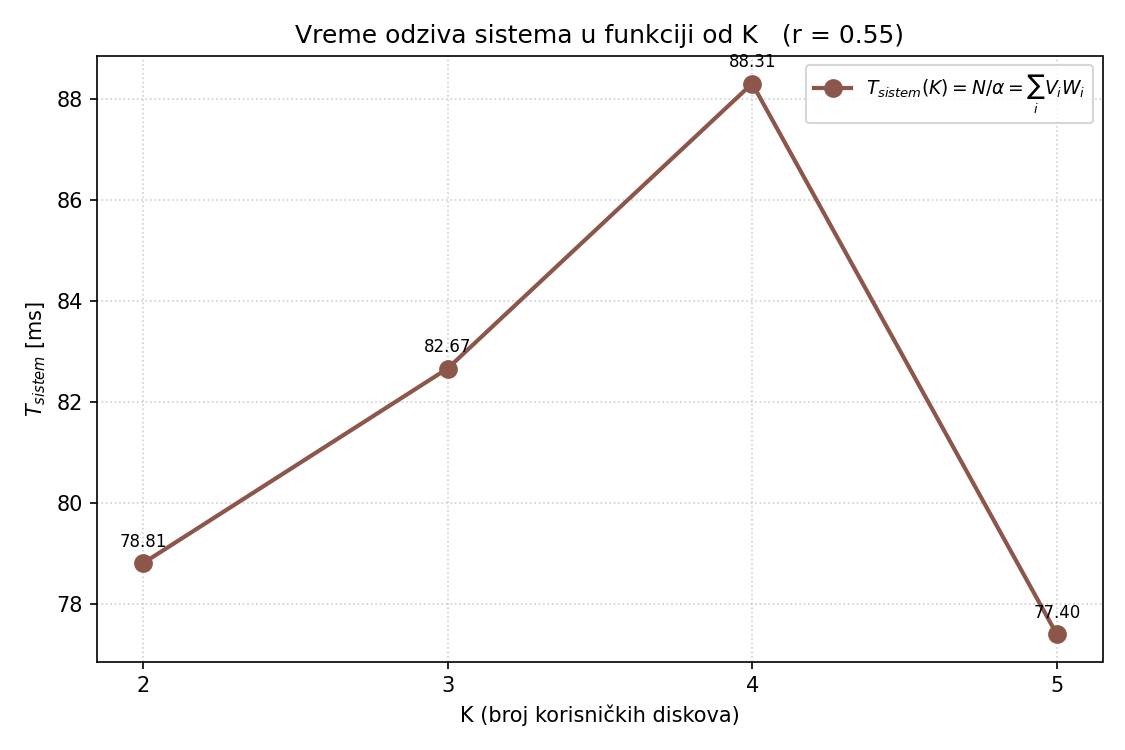 Vreme odziva sistema u funkciji od K (r = 0.55)
88.31
T_sistem(K) = N/α = ∑_i V_i W_i
88
86
84
82.67
82
80
78.81
78
77.40
T_sistem [ms]
2 3 4 5
K (broj korisničkih diskova)